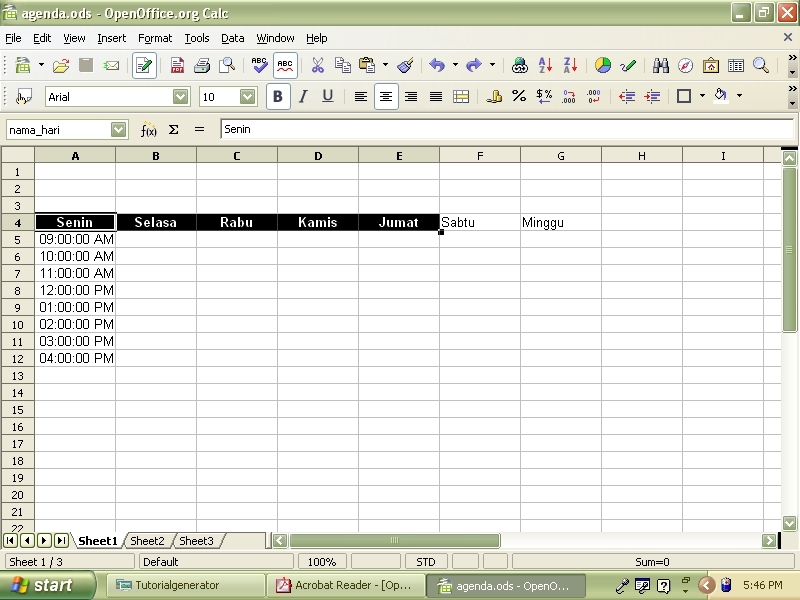 agenda.ods - OpenOffice.org Calc
File Edit View Insert Format Tools Data Window Help
ABC ABC
Arial 10 B I U
nama_hari f(x) Σ = Senin
A B C D E F G H I
1
2
3
4 Senin Selasa Rabu Kamis Jumat Sabtu Minggu
5 09:00:00 AM
6 10:00:00 AM
7 11:00:00 AM
8 12:00:00 PM
9 01:00:00 PM
10 02:00:00 PM
11 03:00:00 PM
12 04:00:00 PM
13
14
15
16
17
18
19
20
21
22
Sheet1 Sheet2 Sheet3
Sheet 1 / 3 Default 100% STD Sum=0
start Tutorialgenerator Acrobat Reader - [Op... agenda.ods - OpenO... 5:46 PM